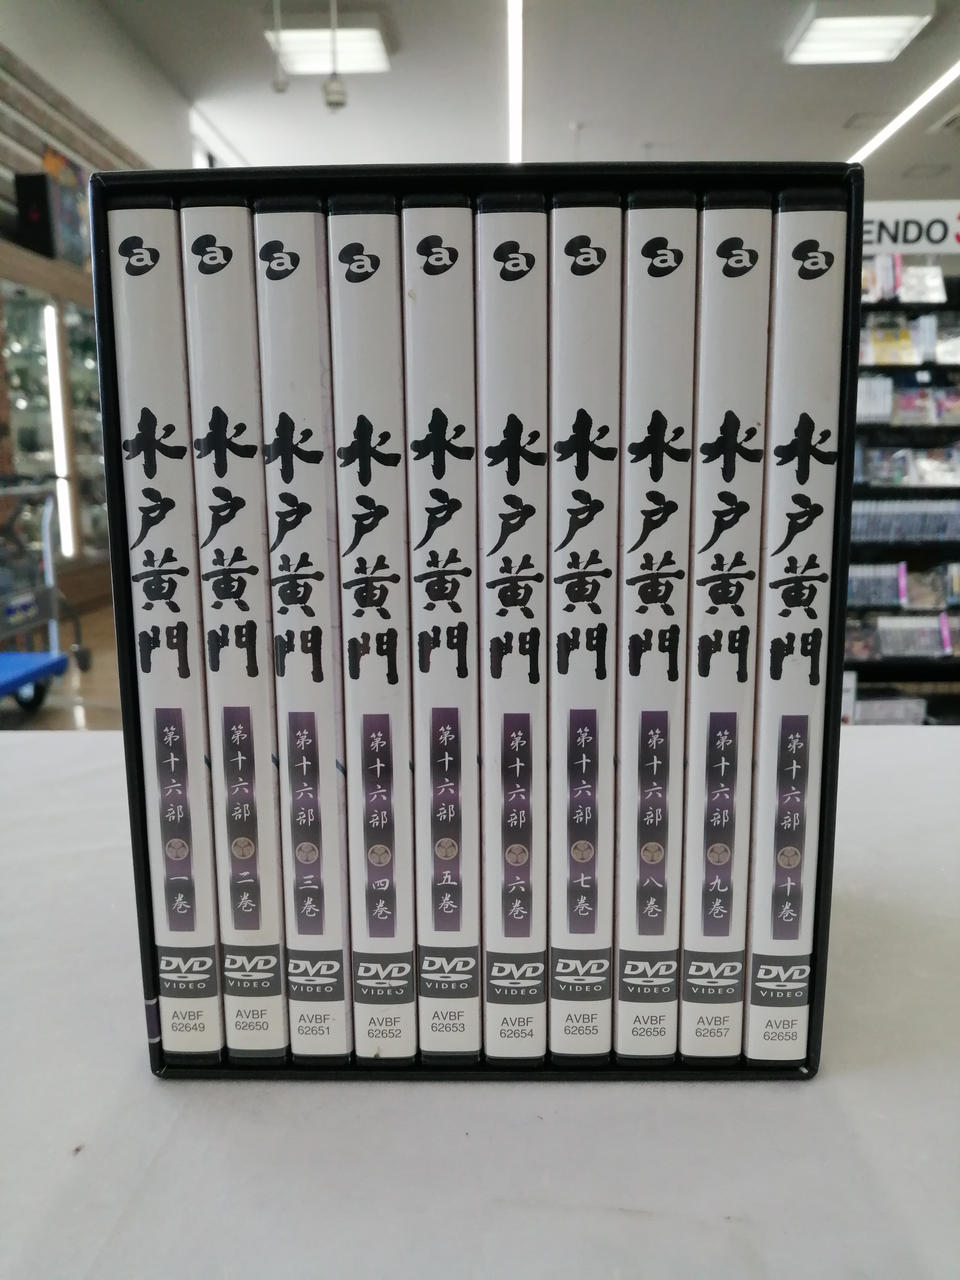 水戸黄門
第十六部 一巻
DVD
VIDEO
AVBF
62649
水戸黄門
第十六部 二巻
DVD
VIDEO
AVBF
62650
水戸黄門
第十六部 三巻
DVD
VIDEO
AVBF
62651
水戸黄門
第十六部 四巻
DVD
VIDEO
AVBF
62652
水戸黄門
第十六部 五巻
DVD
VIDEO
AVBF
62653
水戸黄門
第十六部 六巻
DVD
VIDEO
AVBF
62654
水戸黄門
第十六部 七巻
DVD
VIDEO
AVBF
62655
水戸黄門
第十六部 八巻
DVD
VIDEO
AVBF
62656
水戸黄門
第十六部 九巻
DVD
VIDEO
AVBF
62657
水戸黄門
第十六部 十巻
DVD
VIDEO
AVBF
62658
ENDO